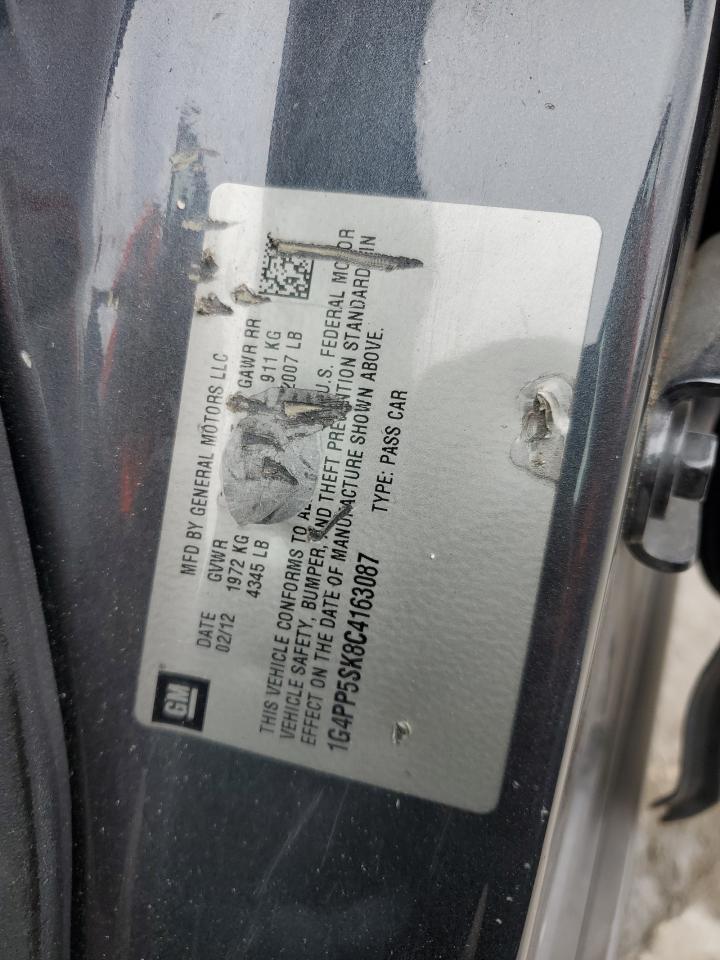 GM
MFD BY GENERAL MOTORS LLC
DATE GVWR GAWR RR
02/12 1972 KG 911 KG
4345 LB 2007 LB
THIS VEHICLE CONFORMS TO U.S. FEDERAL MOTOR
VEHICLE SAFETY, BUMPER, AND THEFT PREVENTION STANDARDS IN
EFFECT ON THE DATE OF MANUFACTURE SHOWN ABOVE.
1G4PP5SK8C4163087 TYPE: PASS CAR